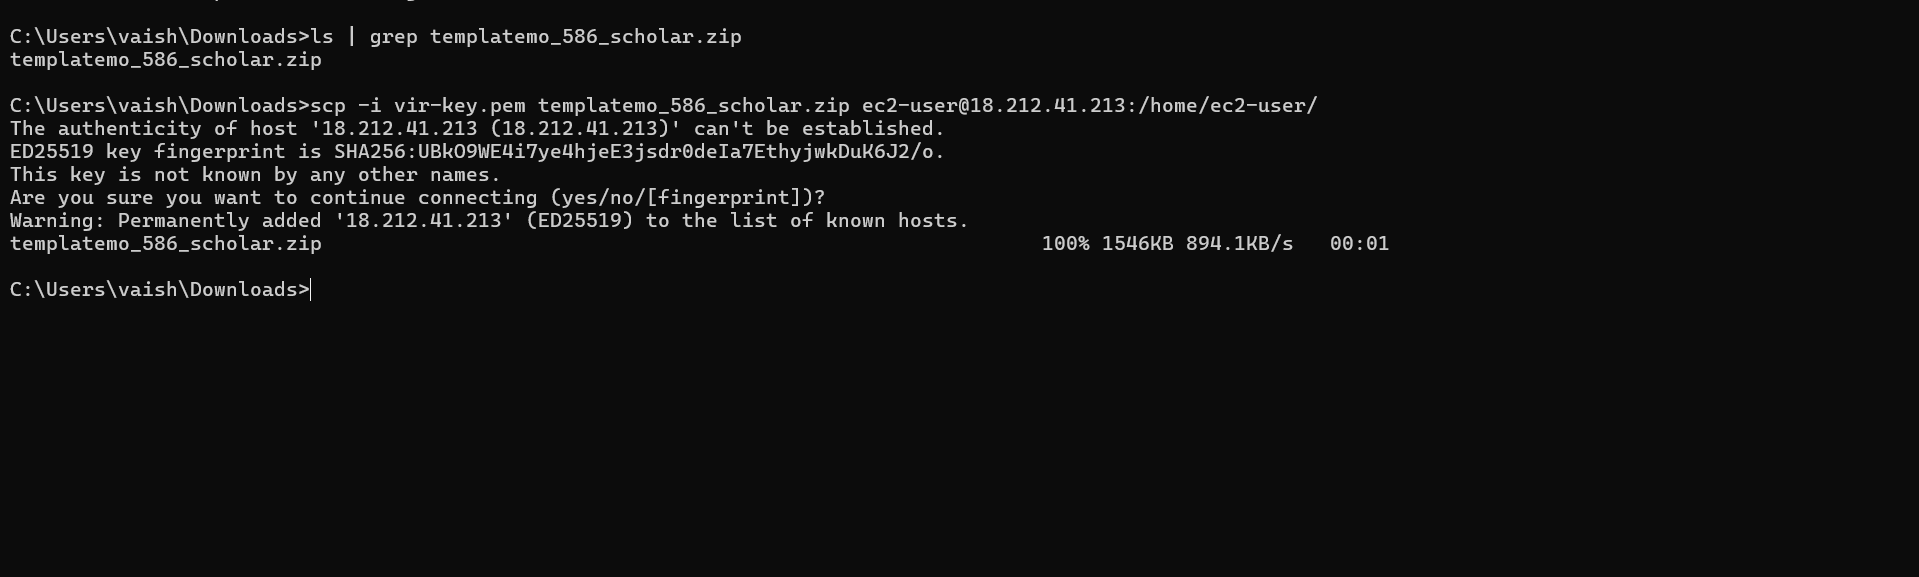 C:\Users\vaish\Downloads>ls | grep templatemo_586_scholar.zip
templatemo_586_scholar.zip
C:\Users\vaish\Downloads>scp -i vir-key.pem templatemo_586_scholar.zip ec2-user@18.212.41.213:/home/ec2-user/
The authenticity of host '18.212.41.213 (18.212.41.213)' can't be established.
ED25519 key fingerprint is SHA256:UBkO9WE4i7ye4hjeE3jsdr0deIa7EthyjwkDuK6J2/o.
This key is not known by any other names.
Are you sure you want to continue connecting (yes/no/[fingerprint])?
Warning: Permanently added '18.212.41.213' (ED25519) to the list of known hosts.
templatemo_586_scholar.zip 100% 1546KB 894.1KB/s 00:01
C:\Users\vaish\Downloads>